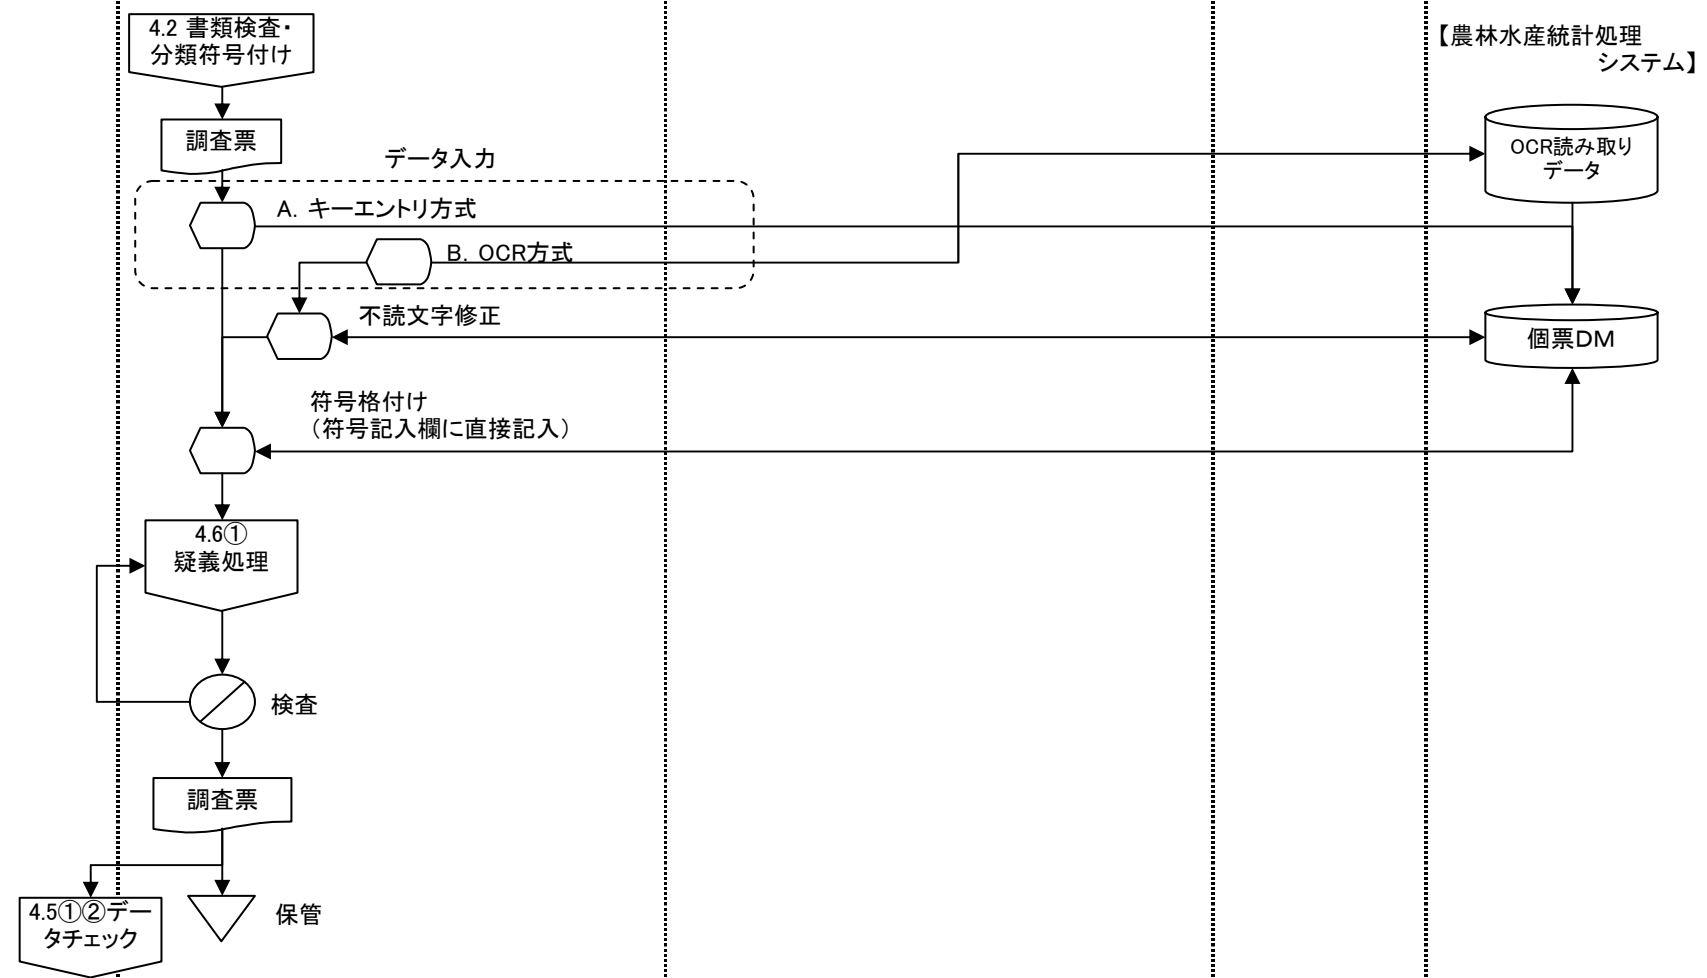 4.2 書類検査・
分類符号付け
【農林水産統計処理
システム】
調査票
データ入力
OCR読み取り
データ
A．キーエントリ方式
B．OCR方式
不読文字修正
個票DM
符号格付け
（符号記入欄に直接記入）
4.6①
疑義処理
検査
調査票
4.5①②デー
タチェック
保管